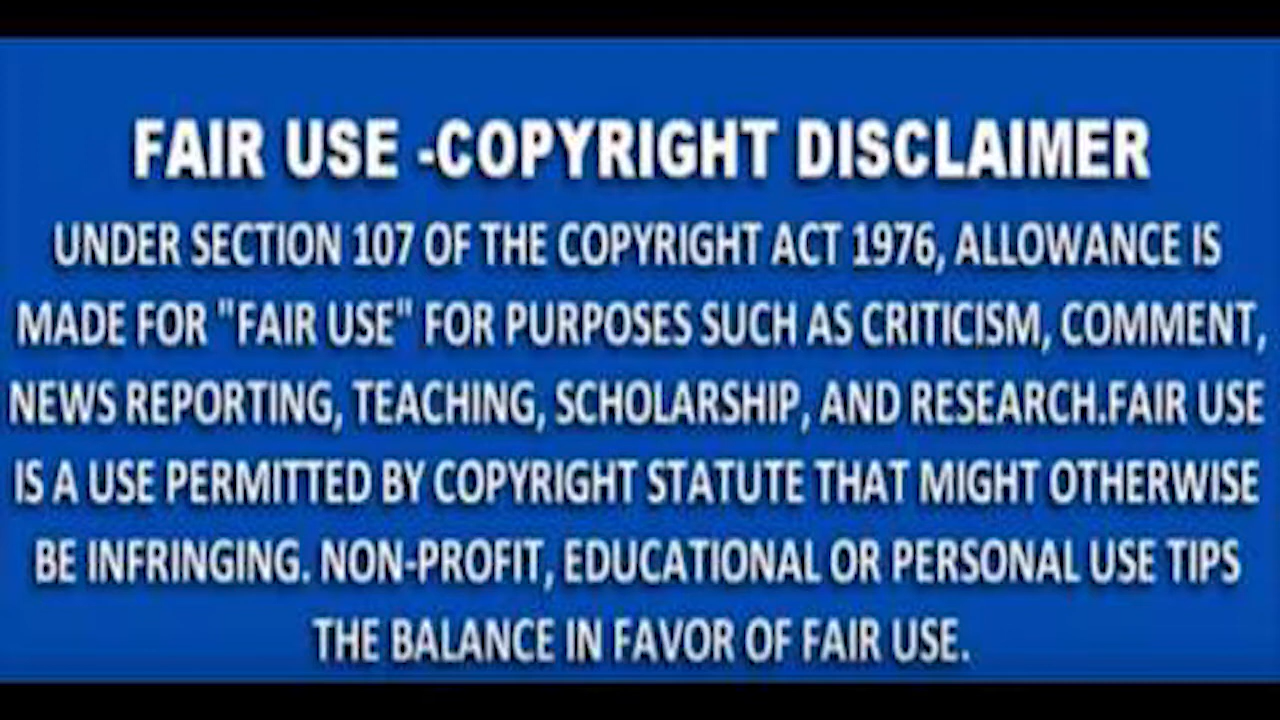 FAIR USE -COPYRIGHT DISCLAIMER
UNDER SECTION 107 OF THE COPYRIGHT ACT 1976, ALLOWANCE IS
MADE FOR "FAIR USE" FOR PURPOSES SUCH AS CRITICISM, COMMENT,
NEWS REPORTING, TEACHING, SCHOLARSHIP, AND RESEARCH.FAIR USE
IS A USE PERMITTED BY COPYRIGHT STATUTE THAT MIGHT OTHERWISE
BE INFRINGING. NON-PROFIT, EDUCATIONAL OR PERSONAL USE TIPS
THE BALANCE IN FAVOR OF FAIR USE.